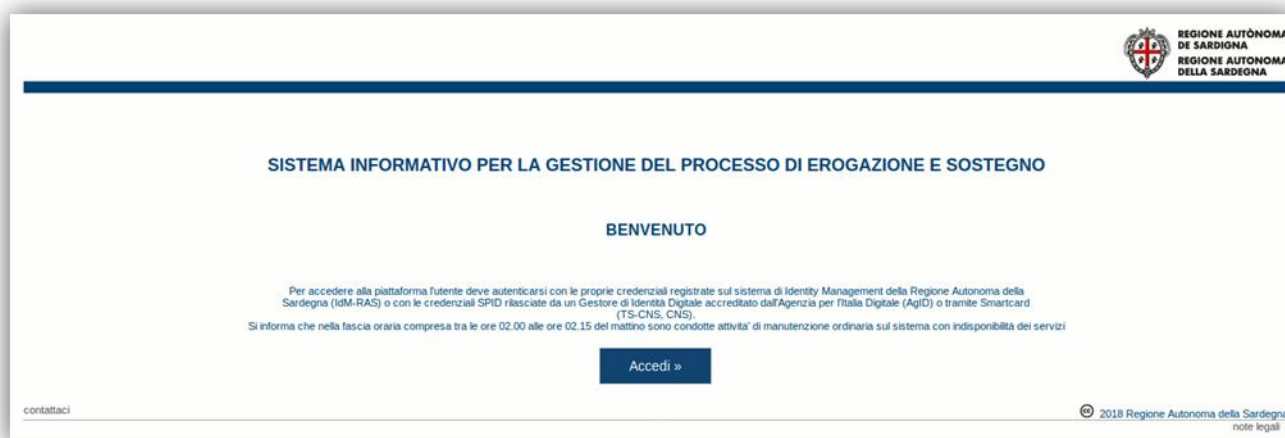 REGIONE AUTÒNOMA
DE SARDIGNA
REGIONE AUTONOMA
DELLA SARDEGNA
SISTEMA INFORMATIVO PER LA GESTIONE DEL PROCESSO DI EROGAZIONE E SOSTEGNO
BENVENUTO
Per accedere alla piattaforma l'utente deve autenticarsi con le proprie credenziali registrate sul sistema di Identity Management della Regione Autonoma della
Sardegna (IdM-RAS) o con le credenziali SPID rilasciate da un Gestore di Identità Digitale accreditato dall'Agenzia per l'Italia Digitale (AgID) o tramite Smartcard
(TS-CNS, CNS).
Si informa che nella fascia oraria compresa tra le ore 02.00 alle ore 02.15 del mattino sono condotte attivita' di manutenzione ordinaria sul sistema con indisponibilità dei servizi
Accedi »
contattaci
cc 2018 Regione Autonoma della Sardegna
note legali